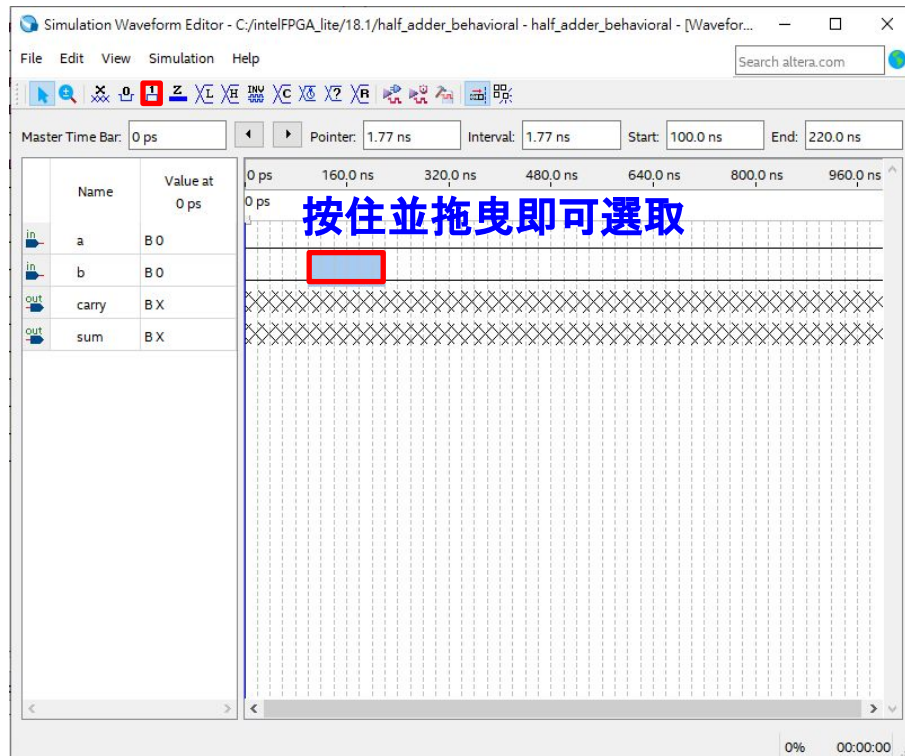 Simulation Waveform Editor - C:/intelFPGA_lite/18.1/half_adder_behavioral - half_adder_behavioral - [Wavefor...
File Edit View Simulation Help
Search altera.com
Master Time Bar: 0 ps Pointer: 1.77 ns Interval: 1.77 ns Start: 100.0 ns End: 220.0 ns
Name Value at 0 ps
0 ps 160.0 ns 320.0 ns 480.0 ns 640.0 ns 800.0 ns 960.0 ns
0 ps
按住並拖曳即可選取
in a B 0
in b B 0
out carry B X
out sum B X
0% 00:00:00